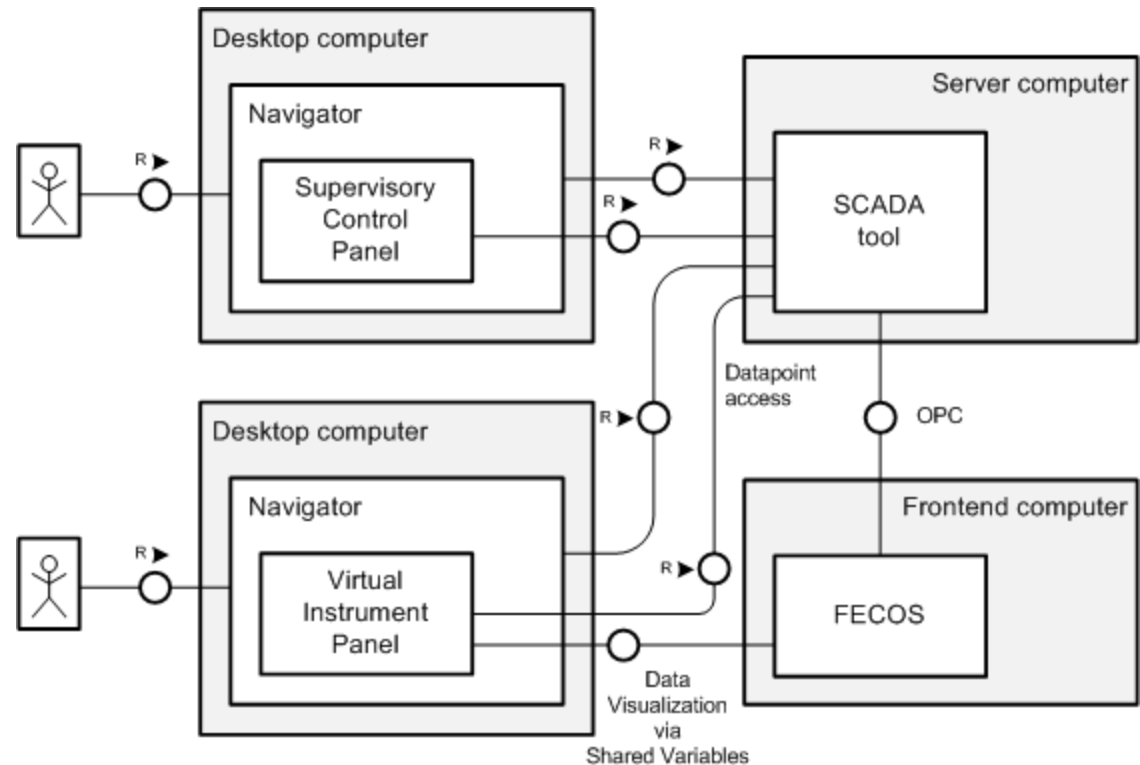 Desktop computer
Navigator
Supervisory
Control
Panel
R
R
R
Server computer
SCADA
tool
Datapoint
access
OPC
Desktop computer
Navigator
Virtual
Instrument
Panel
R
R
R
Data
Visualization
via
Shared Variables
Frontend computer
FECOS